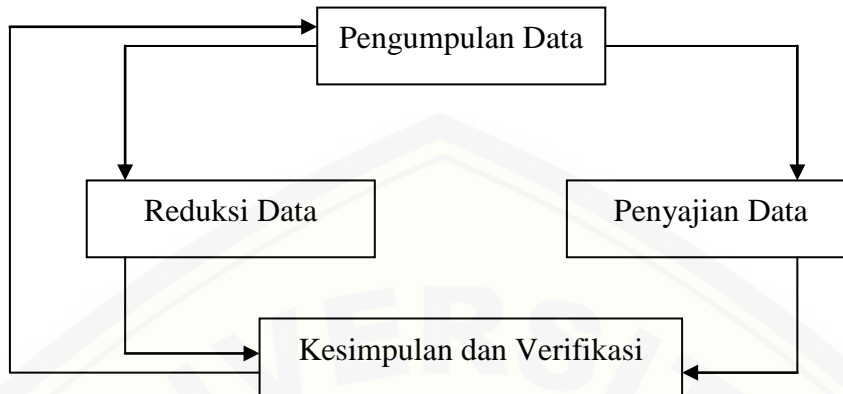 Pengumpulan Data
Reduksi Data
Penyajian Data
Kesimpulan dan Verifikasi